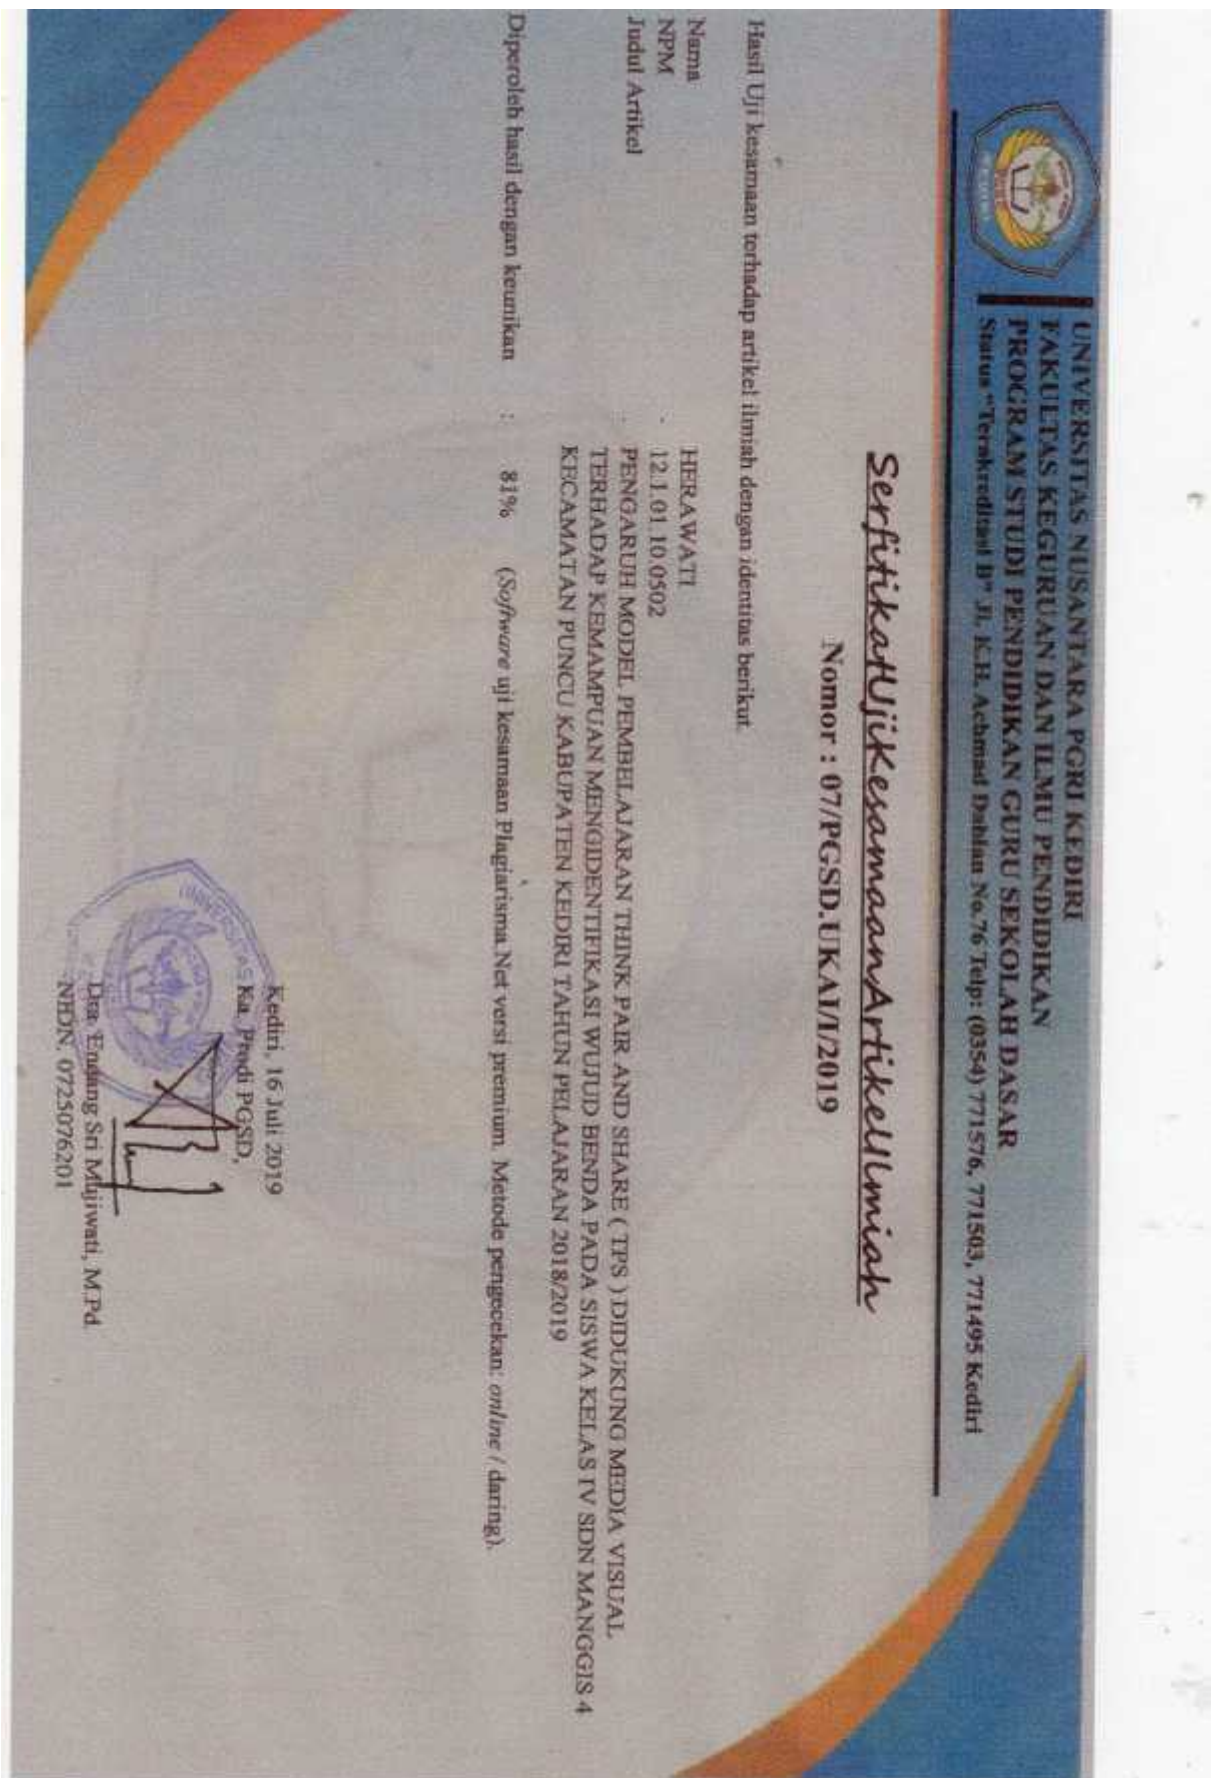 UNIVERSITAS NUSANTARA PGRI KEDIRI
FAKULTAS KEGURUAN DAN ILMU PENDIDIKAN
PROGRAM STUDI PENDIDIKAN GURU SEKOLAH DASAR
Status "Terakreditasi B" Jl. K.H. Achmad Dahlan No.76 Telp: (0354) 771576, 771503, 771495 Kediri
SerfitikatUjiKesamaanArtikelIlmiah
Nomor : 07/PGSD.UKAI/I/2019
Hasil Uji kesamaan terhadap artikel ilmiah dengan identitas berikut.
Nama HERAWATI
NPM 12.1.01.10.0502
Judul Artikel PENGARUH MODEL PEMBELAJARAN THINK PAIR AND SHARE ( TPS ) DIDUKUNG MEDIA VISUAL
TERHADAP KEMAMPUAN MENGIDENTIFIKASI WUJUD BENDA PADA SISWA KELAS IV SDN MANGGIS 4
KECAMATAN PUNCU KABUPATEN KEDIRI TAHUN PELAJARAN 2018/2019
Diperoleh hasil dengan keunikan : 81% (Software uji kesamaan Plagiarisma Net versi premium. Metode pengecekan: online / daring).
Kediri, 16 Juli 2019
Ka. Prodi PGSD,
Dra. Endang Sri Mujiwati, M.Pd.
NIDN. 0725076201